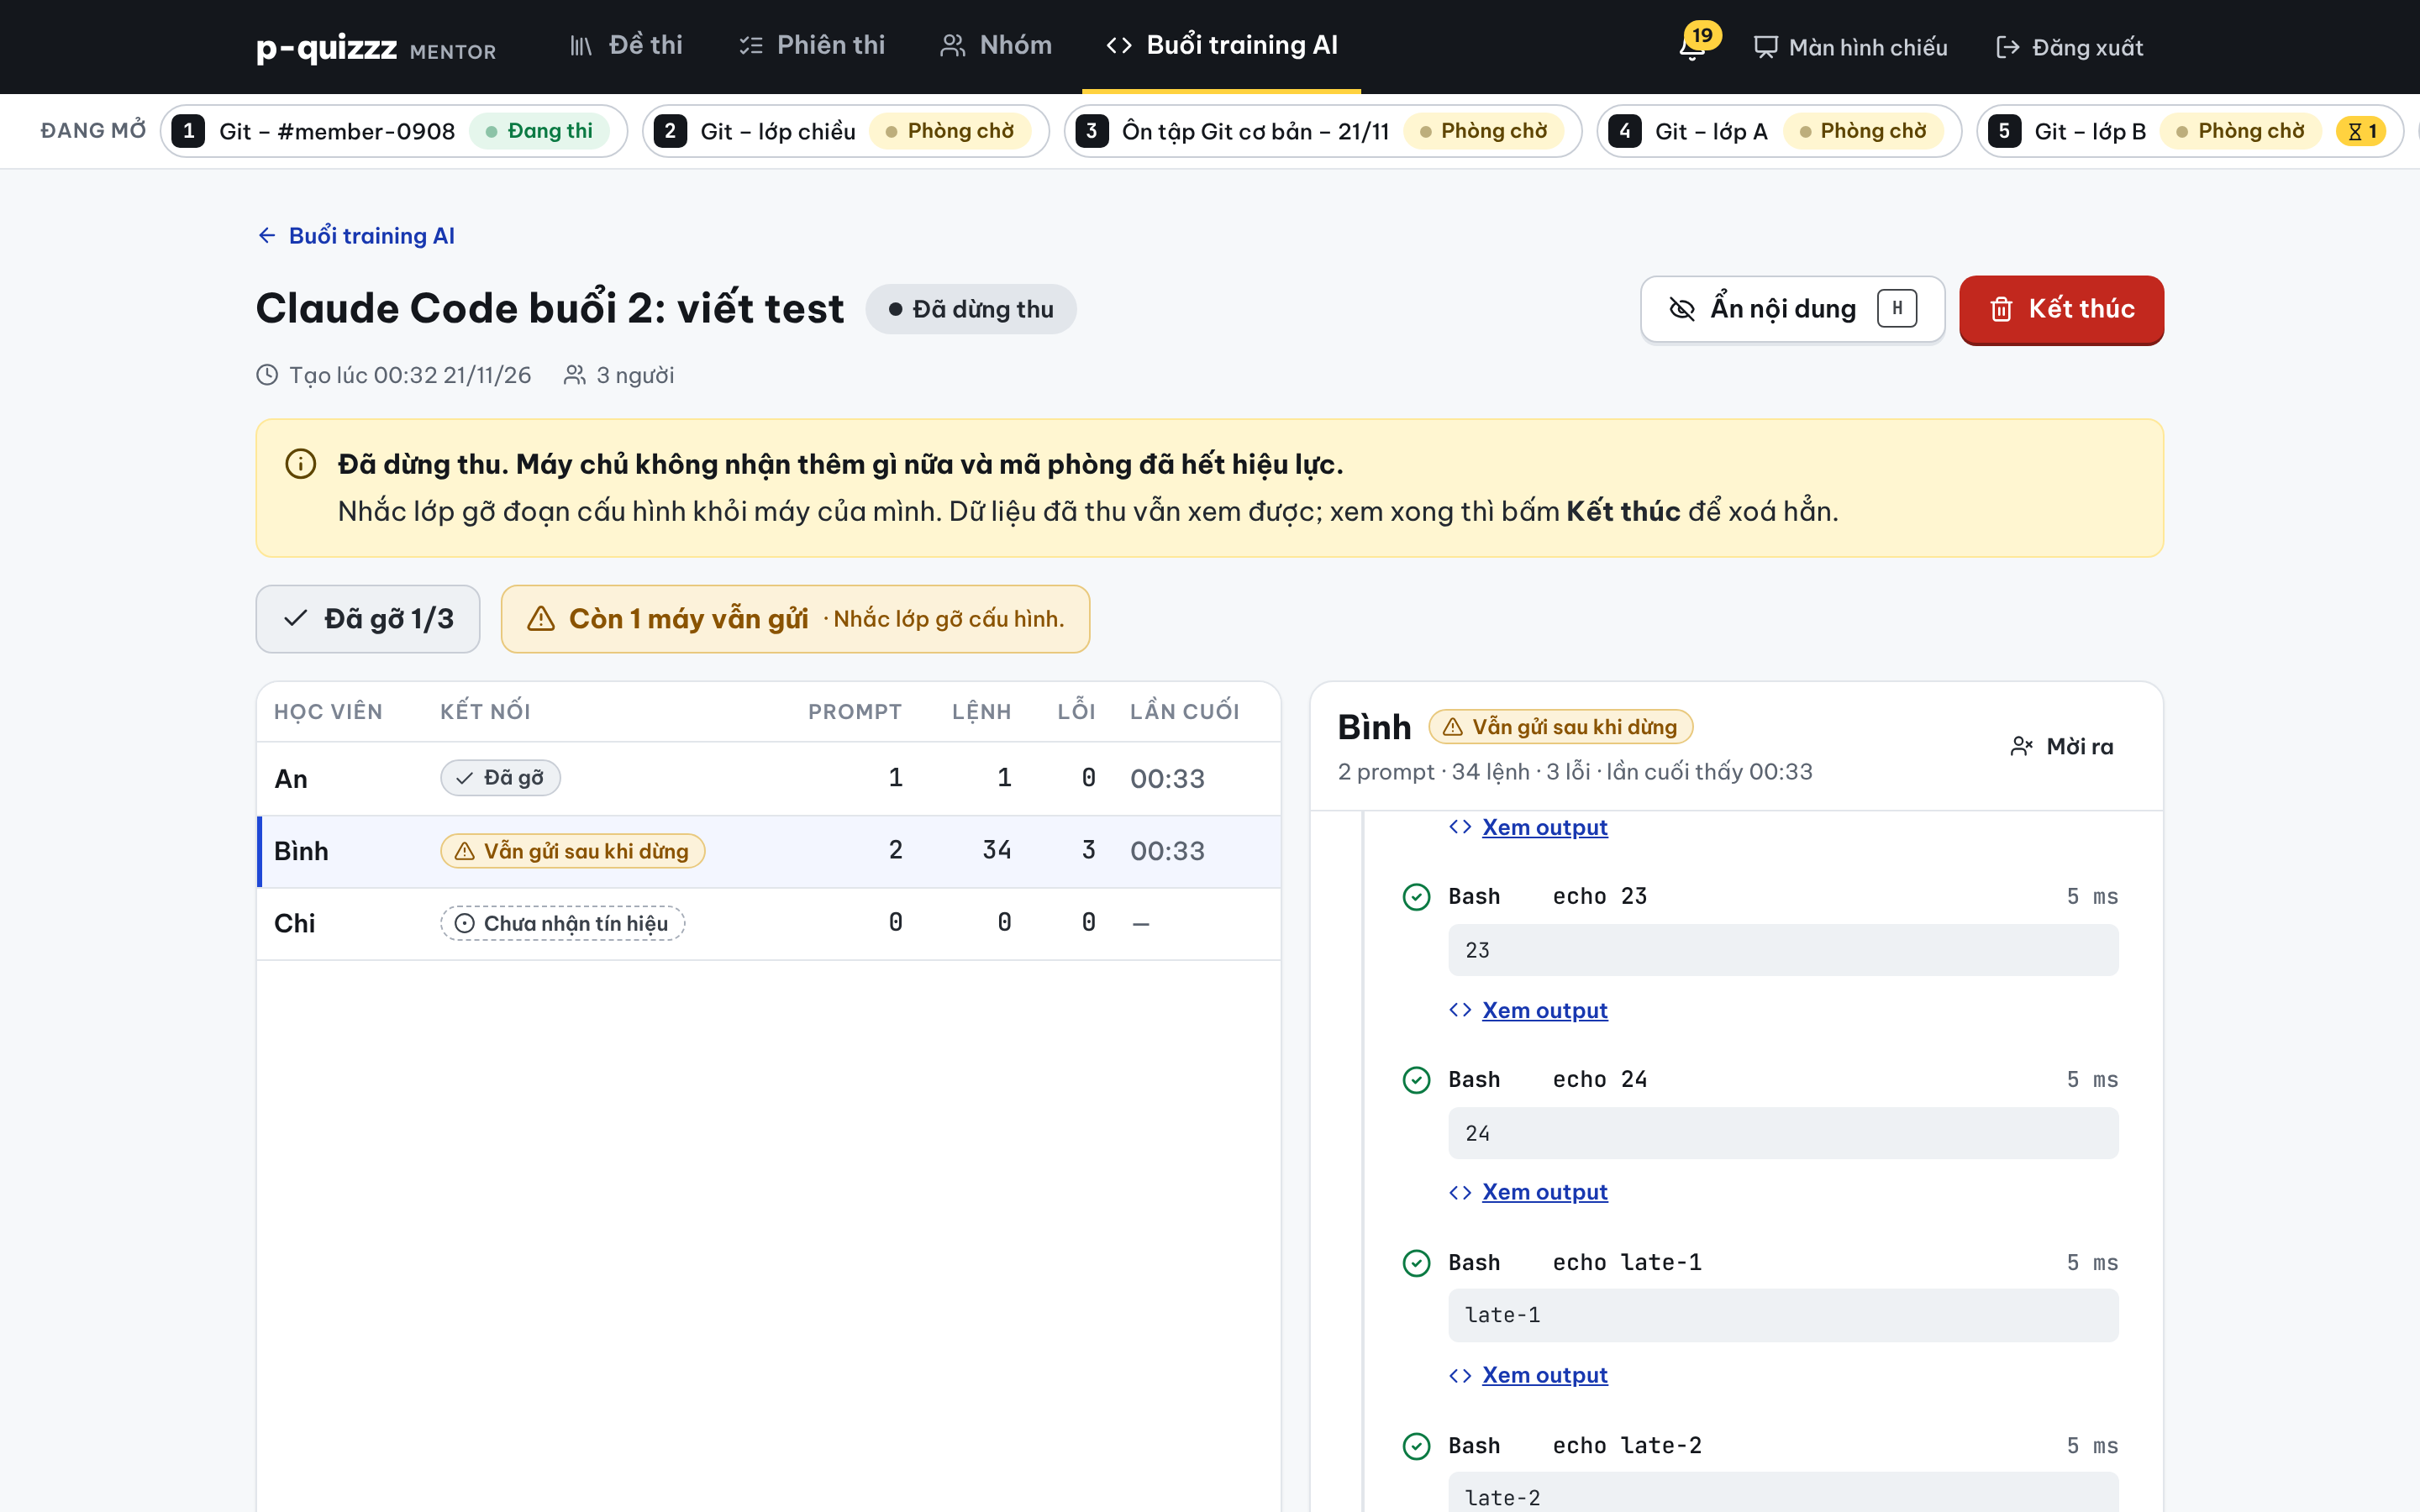 p-quizzz MENTOR
Đề thi
Phiên thi
Nhóm
Buổi training AI
19
Màn hình chiếu
Đăng xuất
ĐANG MỞ
1 Git – #member-0908 Đang thi
2 Git – lớp chiều Phòng chờ
3 Ôn tập Git cơ bản – 21/11 Phòng chờ
4 Git – lớp A Phòng chờ
5 Git – lớp B Phòng chờ 1
Buổi training AI
Claude Code buổi 2: viết test
Đã dừng thu
Ẩn nội dung H
Kết thúc
Tạo lúc 00:32 21/11/26
3 người
Đã dừng thu. Máy chủ không nhận thêm gì nữa và mã phòng đã hết hiệu lực.
Nhắc lớp gỡ đoạn cấu hình khỏi máy của mình. Dữ liệu đã thu vẫn xem được; xem xong thì bấm Kết thúc để xoá hẳn.
Đã gỡ 1/3
Còn 1 máy vẫn gửi · Nhắc lớp gỡ cấu hình.
HỌC VIÊN KẾT NỐI PROMPT LỆNH LỖI LẦN CUỐI
An Đã gỡ 1 1 0 00:33
Bình Vẫn gửi sau khi dừng 2 34 3 00:33
Chi Chưa nhận tín hiệu 0 0 0 –
Bình Vẫn gửi sau khi dừng
2 prompt · 34 lệnh · 3 lỗi · lần cuối thấy 00:33
Mời ra
Xem output
Bash echo 23 5 ms
23
Xem output
Bash echo 24 5 ms
24
Xem output
Bash echo late-1 5 ms
late-1
Xem output
Bash echo late-2 5 ms
late-2